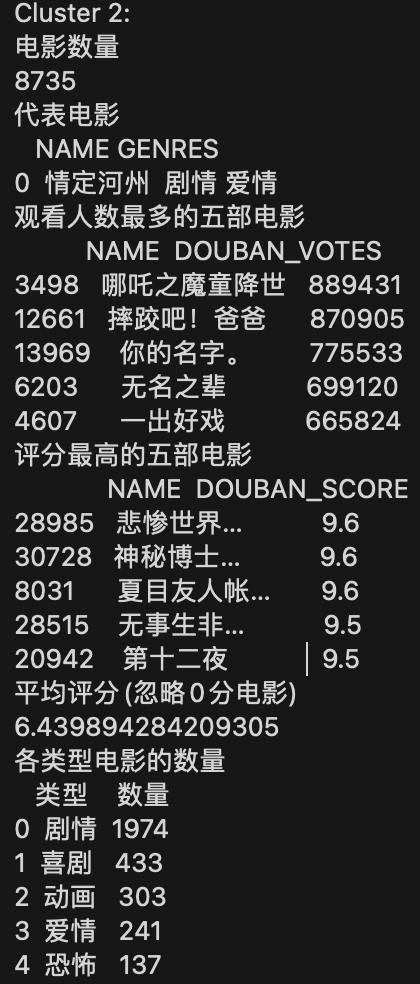 Cluster 2:
电影数量
8735
代表电影
NAME GENRES
0 情定河州 剧情 爱情
观看人数最多的五部电影
NAME DOUBAN_VOTES
3498 哪吒之魔童降世 889431
12661 摔跤吧！爸爸 870905
13969 你的名字。 775533
6203 无名之辈 699120
4607 一出好戏 665824
评分最高的五部电影
NAME DOUBAN_SCORE
28985 悲惨世界... 9.6
30728 神秘博士... 9.6
8031 夏目友人帐... 9.6
28515 无事生非... 9.5
20942 第十二夜 9.5
平均评分(忽略0分电影)
6.439894284209305
各类型电影的数量
类型 数量
0 剧情 1974
1 喜剧 433
2 动画 303
3 爱情 241
4 恐怖 137